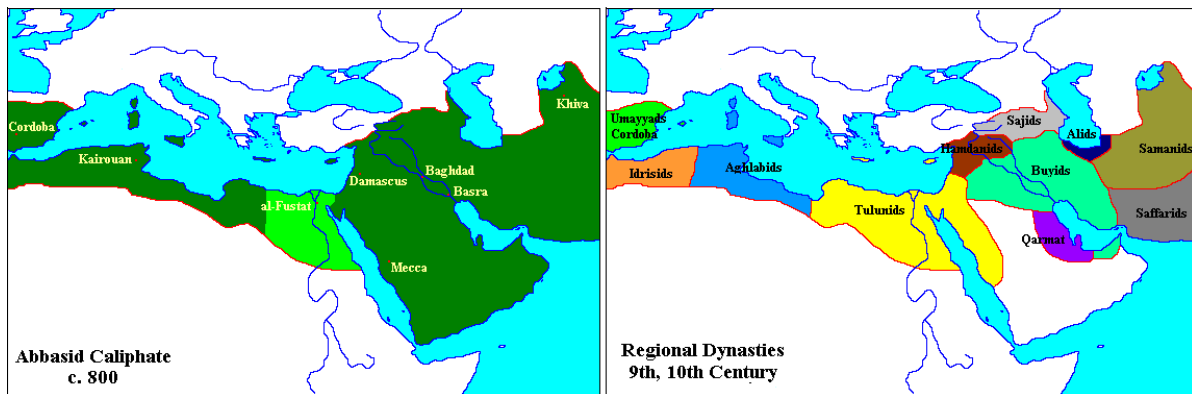 Cordoba
Kairouan
al-Fustat
Damascus
Baghdad
Basra
Mecca
Khiva
Abbasid Caliphate
c. 800
Umayyads
Cordoba
Idrisids
Aghlabids
Tulunids
Hamdanids
Sajids
Alids
Buyids
Qarmat
Samanids
Saffarids
Regional Dynasties
9th, 10th Century